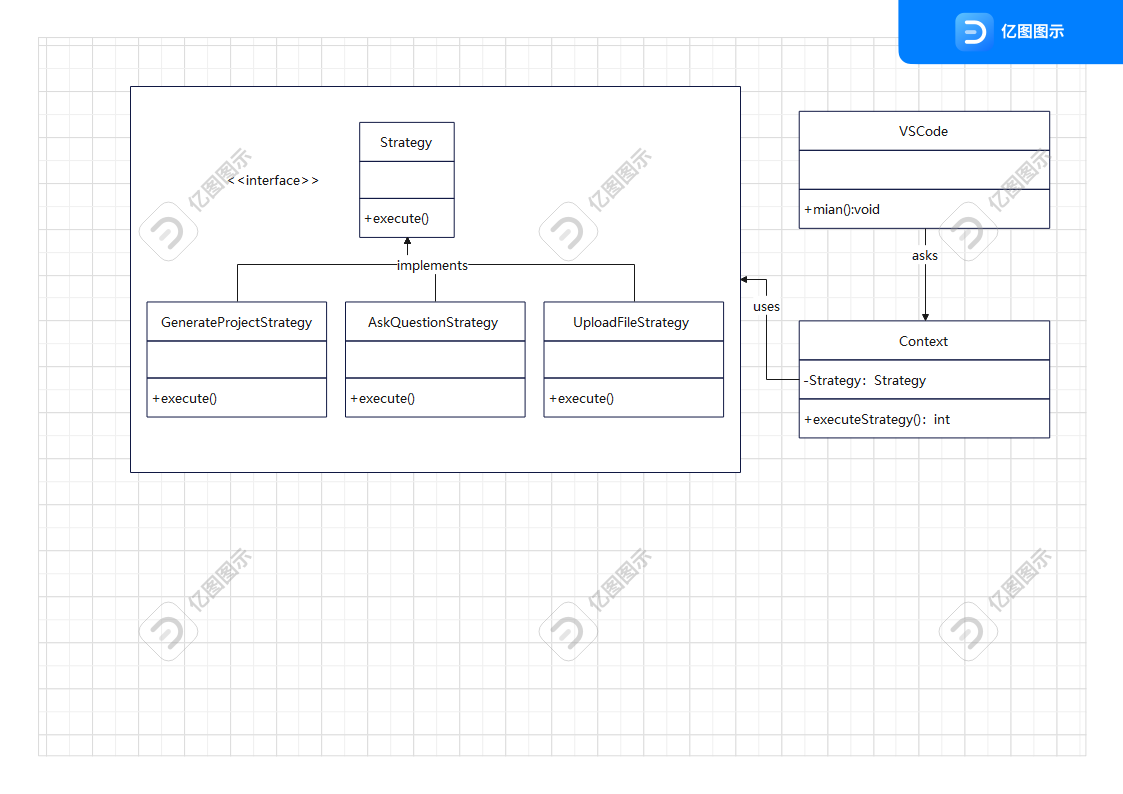 亿图图示
Strategy
<<interface>>
+execute()
implements
GenerateProjectStrategy
+execute()
AskQuestionStrategy
+execute()
UploadFileStrategy
+execute()
VSCode
+mian():void
asks
uses
Context
-Strategy：Strategy
+executeStrategy()：int
亿图图示
亿图图示
亿图图示
亿图图示
亿图图示
亿图图示